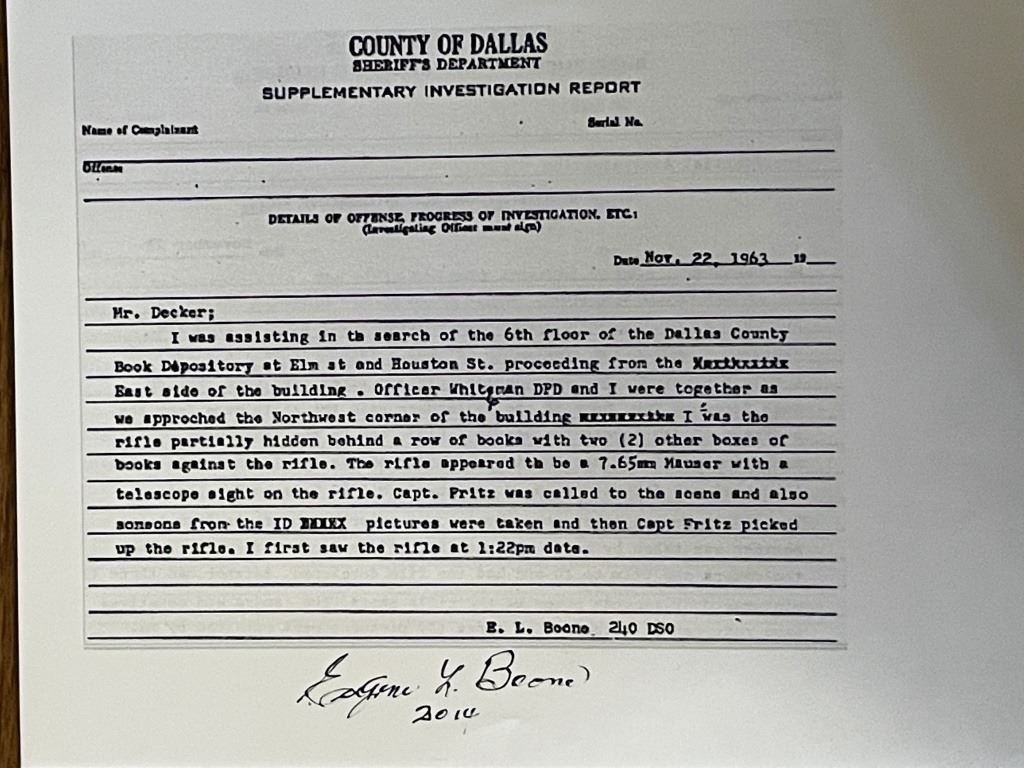 COUNTY OF DALLAS
SHERIFF'S DEPARTMENT
SUPPLEMENTARY INVESTIGATION REPORT
Name of Complainant Serial No.
Offense
DETAILS OF OFFENSE, PROGRESS OF INVESTIGATION, ETC:
(Investigating Officer must sign)
Date Nov. 22, 1963 19
Mr. Decker;
I was assisting in th search of the 6th floor of the Dallas County
Book Depository at Elm st and Houston St. proceeding from the
East side of the building . Officer Whitman DPD and I were together as
we approched the Northwest corner of the building I was the
rifle partially hidden behind a row of books with two (2) other boxes of
books against the rifle. The rifle appeared th be a 7.65mm Mauser with a
telescope sight on the rifle. Capt. Fritz was called to the scene and also
somsone from the ID pictures were taken and then Capt Fritz picked
up the rifle. I first saw the rifle at 1:22pm date.
E. L. Boone 240 DSO
Eugene L. Boone
2014